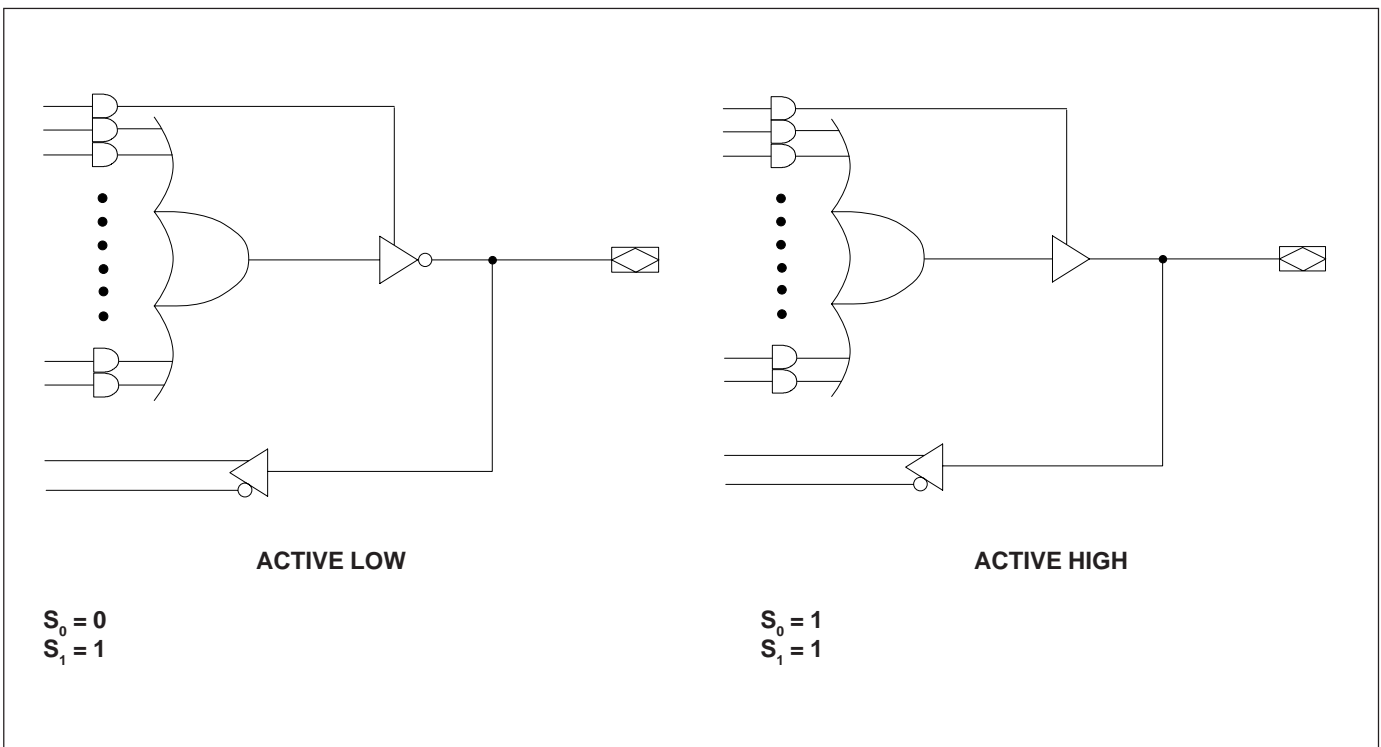 ACTIVE LOW
ACTIVE HIGH
S₀ = 0
S₁ = 1
S₀ = 1
S₁ = 1